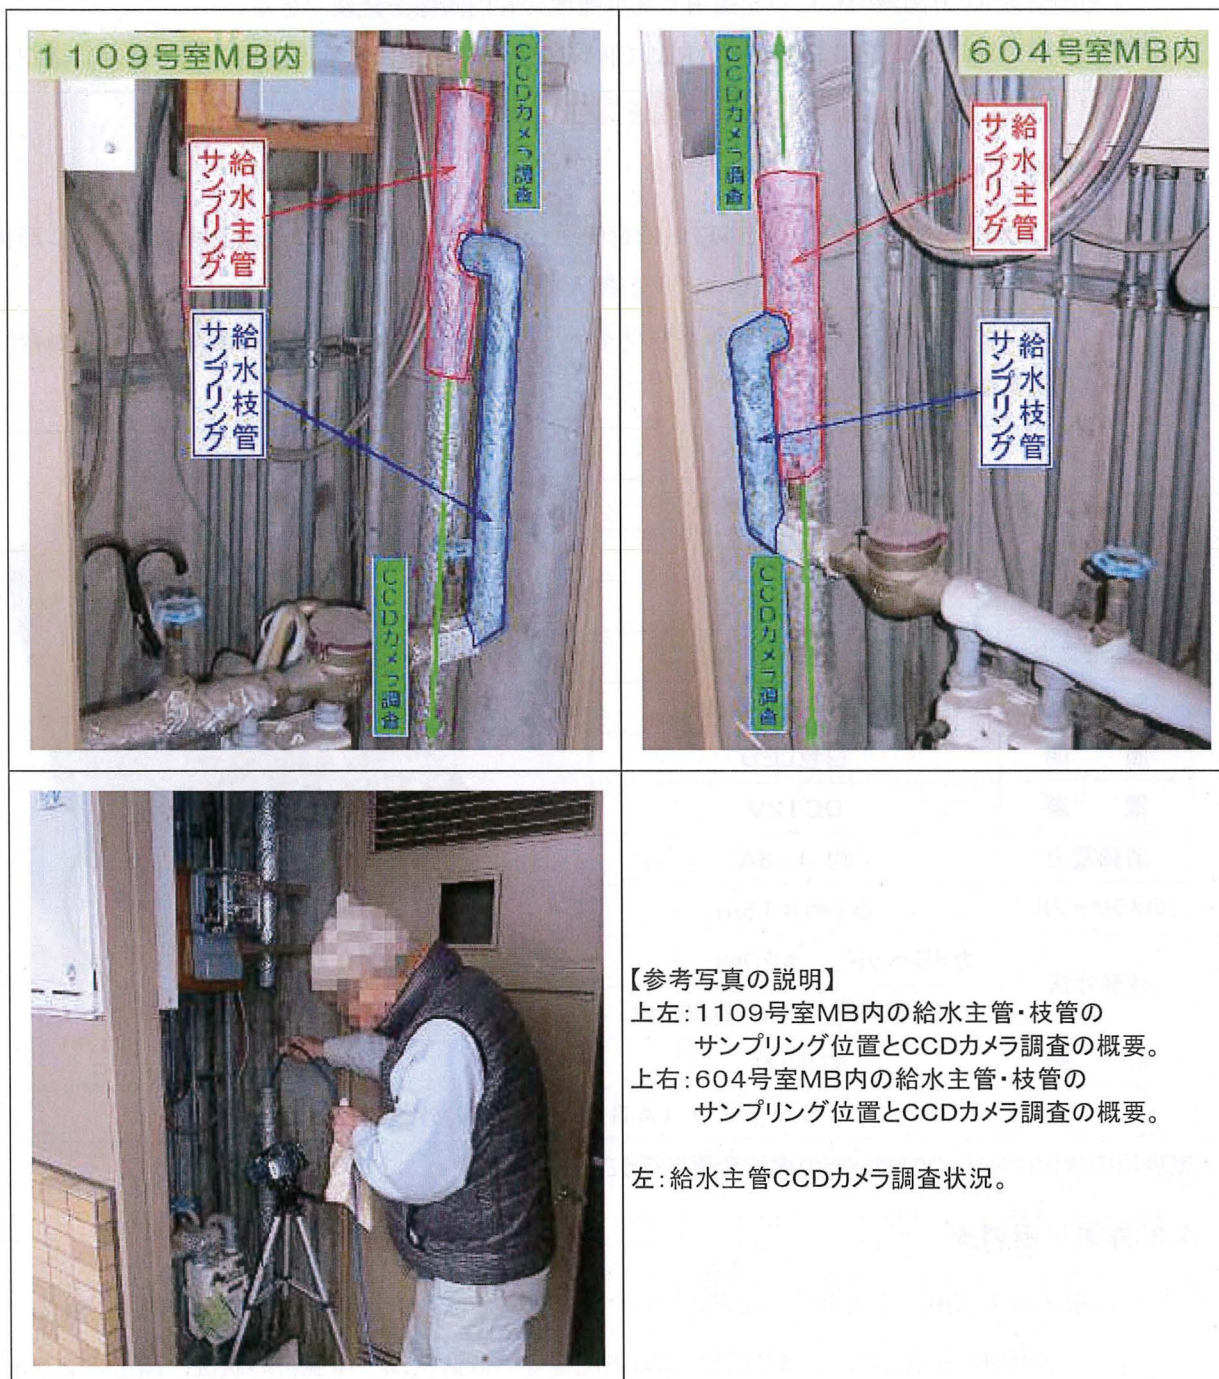 1109号室MB内
CCDカメラ調査
給水主管
サンプリング
給水枝管
サンプリング
CCDカメラ調査
604号室MB内
CCDカメラ調査
給水主管
サンプリング
給水枝管
サンプリング
CCDカメラ調査
DC12V
【参考写真の説明】
上左:1109号室MB内の給水主管・枝管の
サンプリング位置とCCDカメラ調査の概要。
上右:604号室MB内の給水主管・枝管の
サンプリング位置とCCDカメラ調査の概要。
左:給水主管CCDカメラ調査状況。